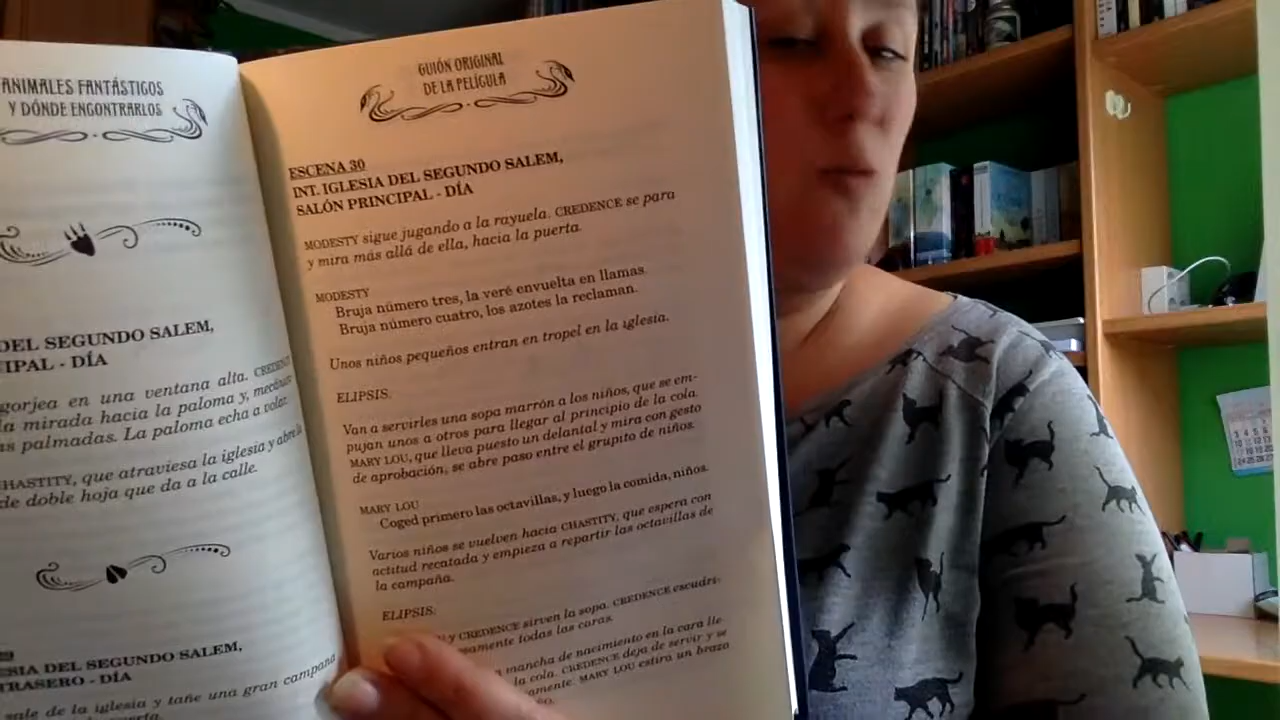 ANIMALES FANTÁSTICOS
Y DÓNDE ENCONTRARLOS
DEL SEGUNDO SALEM,
IPAL - DÍA
gorjea en una ventana alta. CREDENCE
la mirada hacia la paloma y,
as palmadas. La paloma echa a volar.
CHASTITY, que atraviesa la iglesia y abre la
de doble hoja que da a la calle.
ESIA DEL SEGUNDO SALEM,
TRASERO - DÍA
sale de la iglesia y tañe una gran campana
GUIÓN ORIGINAL
DE LA PELÍCULA
ESCENA 30
INT. IGLESIA DEL SEGUNDO SALEM,
SALÓN PRINCIPAL - DÍA
MODESTY sigue jugando a la rayuela. CREDENCE se para
y mira más allá de ella, hacia la puerta.
MODESTY
Bruja número tres, la veré envuelta en llamas.
Bruja número cuatro, los azotes la reclaman.
Unos niños pequeños entran en tropel en la iglesia.
ELIPSIS:
Van a servirles una sopa marrón a los niños, que se em-
pujan unos a otros para llegar al principio de la cola.
MARY LOU, que lleva puesto un delantal y mira con gesto
de aprobación, se abre paso entre el grupito de niños.
MARY LOU
Coged primero las octavillas, y luego la comida, niños.
Varios niños se vuelven hacia CHASTITY, que espera con
actitud recatada y empieza a repartir las octavillas de
la campaña.
ELIPSIS:
y CREDENCE sirven la sopa. CREDENCE escudri-
samente todas las caras.
mancha de nacimiento en la cara lle
la cola. CREDENCE deja de servir y se
amente. MARY LOU estira un brazo